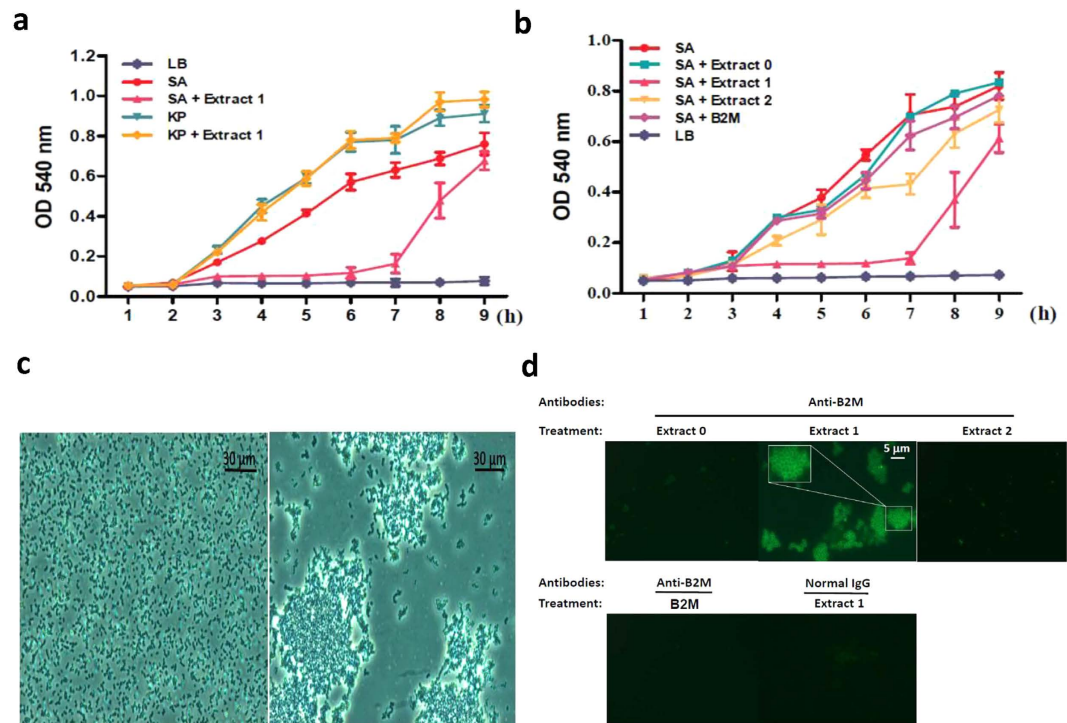 a
1.2
1.0
0.8
0.6
0.4
0.2
0.0
OD 540 nm
LB
SA
SA + Extract 1
KP
KP + Extract 1
1 2 3 4 5 6 7 8 9 (h)
b
1.0
0.8
0.6
0.4
0.2
0.0
OD 540 nm
SA
SA + Extract 0
SA + Extract 1
SA + Extract 2
SA + B2M
LB
1 2 3 4 5 6 7 8 9 (h)
c
30 µm
30 µm
d
Antibodies: Anti-B2M
Treatment: Extract 0 Extract 1 Extract 2
5 µm
Antibodies: Anti-B2M Normal IgG
Treatment: B2M Extract 1